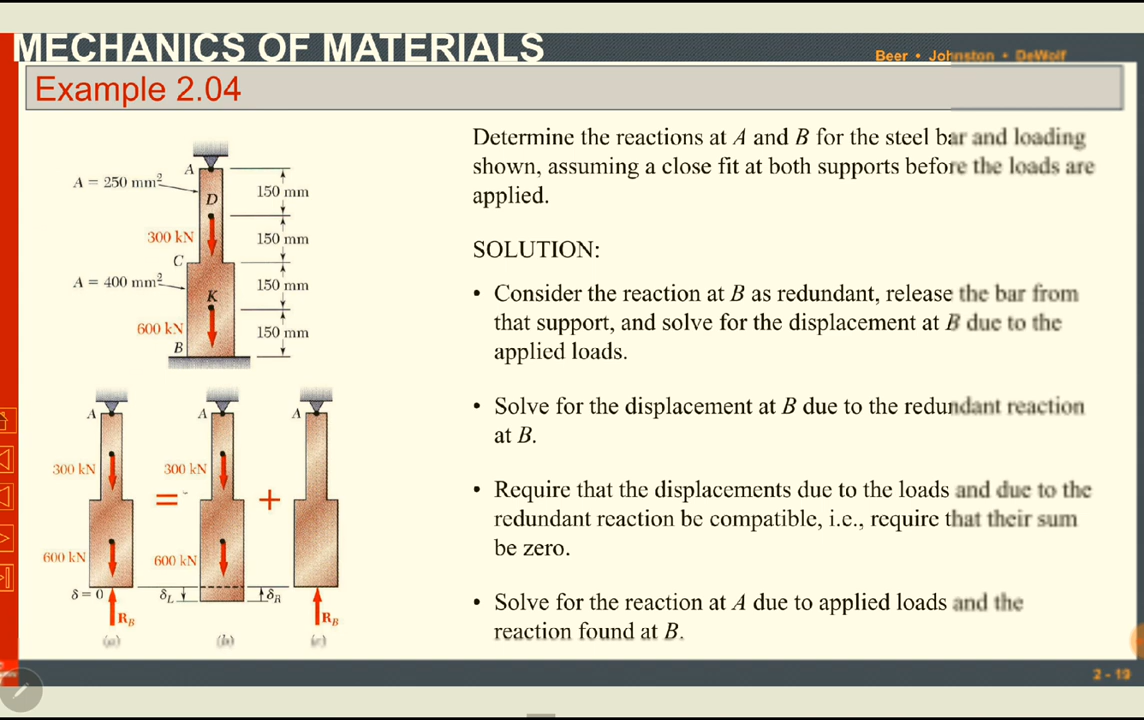 MECHANICS OF MATERIALS
Beer • Johnston • DeWolf
Example 2.04
Determine the reactions at A and B for the steel bar and loading
shown, assuming a close fit at both supports before the loads are
applied.
SOLUTION:
• Consider the reaction at B as redundant, release the bar from
that support, and solve for the displacement at B due to the
applied loads.
• Solve for the displacement at B due to the redundant reaction
at B.
• Require that the displacements due to the loads and due to the
redundant reaction be compatible, i.e., require that their sum
be zero.
• Solve for the reaction at A due to applied loads and the
reaction found at B.
A
A = 250 mm²
D
150 mm
300 kN
150 mm
C
A = 400 mm²
K
150 mm
600 kN
150 mm
B
A
A
A
300 kN
300 kN
=
+
600 kN
600 kN
δ = 0
δL
δR
RB
RB
(a)
(b)
(c)
2 - 19